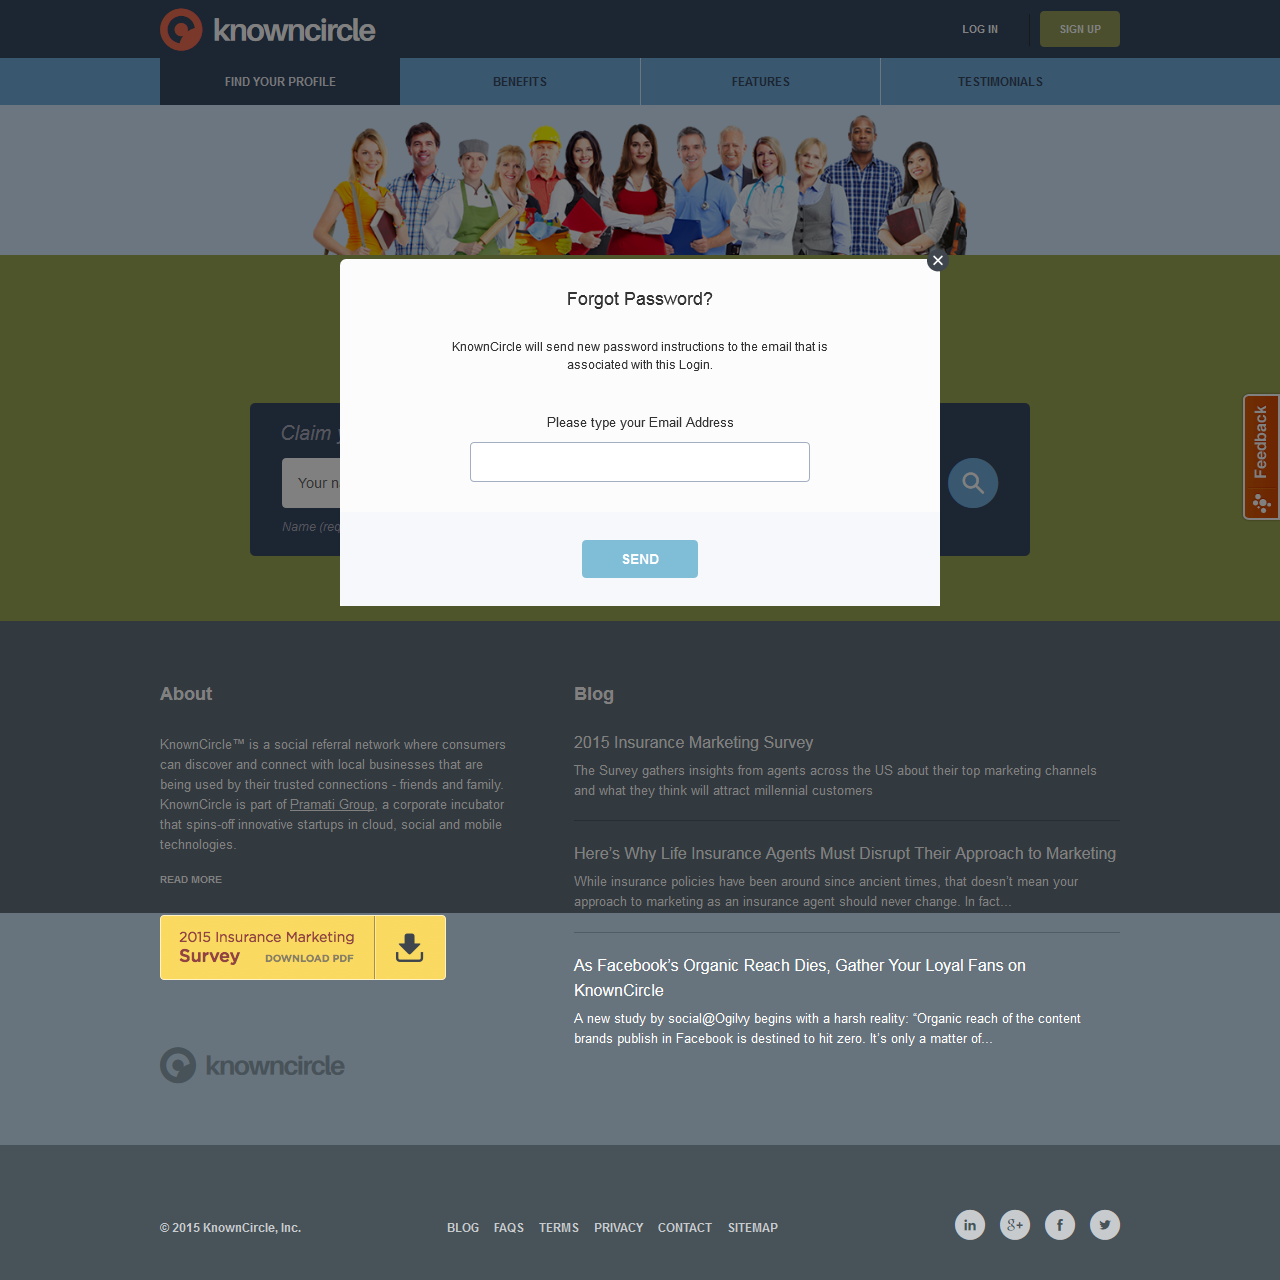 knowncircle
LOG IN
SIGN UP
FIND YOUR PROFILE
BENEFITS
FEATURES
TESTIMONIALS
Forgot Password?
KnownCircle will send new password instructions to the email that is
associated with this Login.
Please type your Email Address
SEND
Claim
Your n
Name (req
Feedback
About
KnownCircle™ is a social referral network where consumers
can discover and connect with local businesses that are
being used by their trusted connections - friends and family.
KnownCircle is part of Pramati Group, a corporate incubator
that spins-off innovative startups in cloud, social and mobile
technologies.
READ MORE
2015 Insurance Marketing
Survey DOWNLOAD PDF
knowncircle
Blog
2015 Insurance Marketing Survey
The Survey gathers insights from agents across the US about their top marketing channels
and what they think will attract millennial customers
Here’s Why Life Insurance Agents Must Disrupt Their Approach to Marketing
While insurance policies have been around since ancient times, that doesn’t mean your
approach to marketing as an insurance agent should never change. In fact...
As Facebook’s Organic Reach Dies, Gather Your Loyal Fans on
KnownCircle
A new study by social@Ogilvy begins with a harsh reality: “Organic reach of the content
brands publish in Facebook is destined to hit zero. It’s only a matter of...
© 2015 KnownCircle, Inc.
BLOG FAQS TERMS PRIVACY CONTACT SITEMAP
in 8+ f